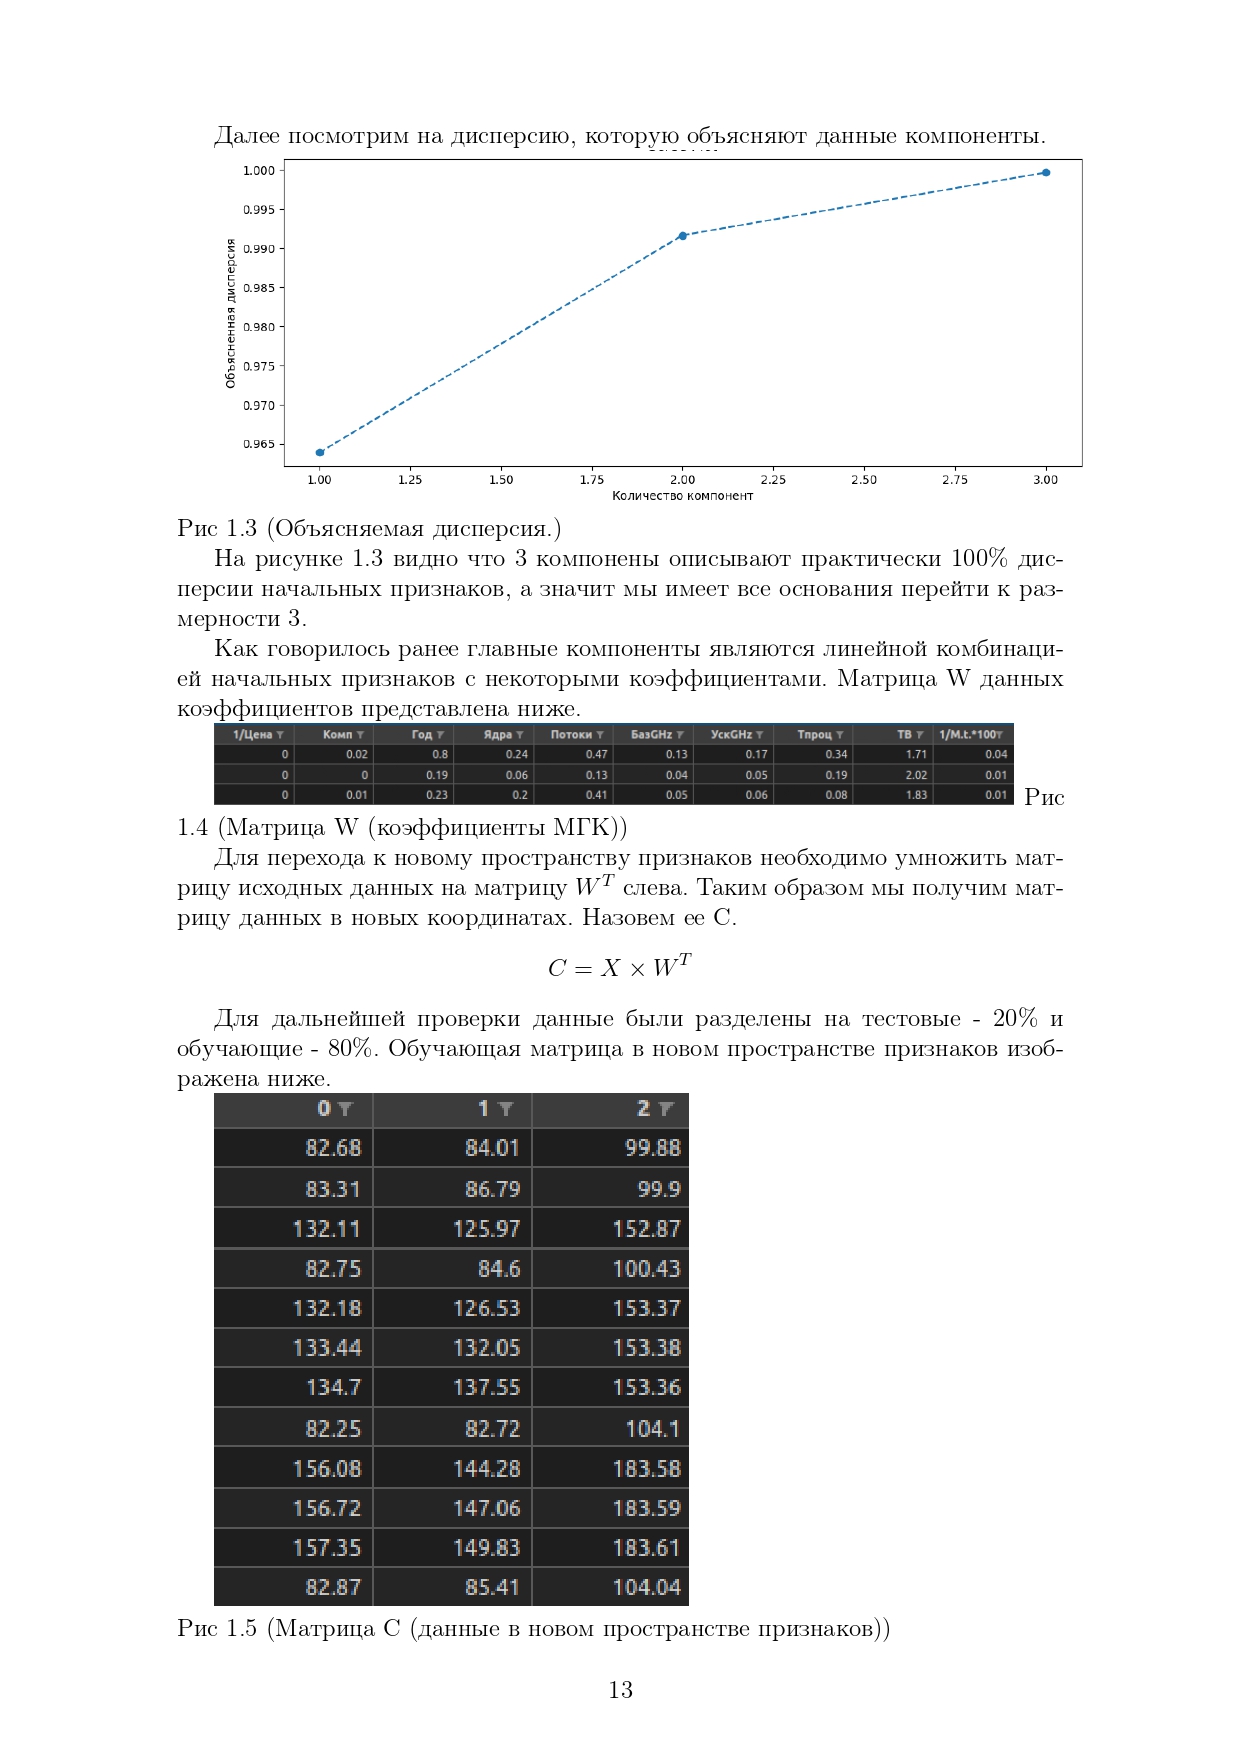 Далее посмотрим на дисперсию, которую объясняют данные компоненты.
1.000
0.995
0.990
0.985
0.980
0.975
0.970
0.965
Объясненная дисперсия
1.00 1.25 1.50 1.75 2.00 2.25 2.50 2.75 3.00
Количество компонент
Рис 1.3 (Объясняемая дисперсия.)
На рисунке 1.3 видно что 3 компонены описывают практически 100% дис-
персии начальных признаков, а значит мы имеет все основания перейти к раз-
мерности 3.
Как говорилось ранее главные компоненты являются линейной комбинаци-
ей начальных признаков с некоторыми коэффициентами. Матрица W данных
коэффициентов представлена ниже.
1/Цена Комп Год Ядра Потоки БазGHz УскGHz Тпроц ТВ 1/M.t.*100
0 0.02 0.8 0.24 0.47 0.13 0.17 0.34 1.71 0.04
0 0 0.19 0.06 0.13 0.04 0.05 0.19 2.02 0.01
0 0.01 0.23 0.2 0.41 0.05 0.06 0.08 1.83 0.01
Рис
1.4 (Матрица W (коэффициенты МГК))
Для перехода к новому пространству признаков необходимо умножить мат-
рицу исходных данных на матрицу W^T слева. Таким образом мы получим мат-
рицу данных в новых координатах. Назовем ее C.
C = X × W^T
Для дальнейшей проверки данные были разделены на тестовые - 20% и
обучающие - 80%. Обучающая матрица в новом пространстве признаков изоб-
ражена ниже.
0 1 2
82.68 84.01 99.88
83.31 86.79 99.9
132.11 125.97 152.87
82.75 84.6 100.43
132.18 126.53 153.37
133.44 132.05 153.38
134.7 137.55 153.36
82.25 82.72 104.1
156.08 144.28 183.58
156.72 147.06 183.59
157.35 149.83 183.61
82.87 85.41 104.04
Рис 1.5 (Матрица C (данные в новом пространстве признаков))
13